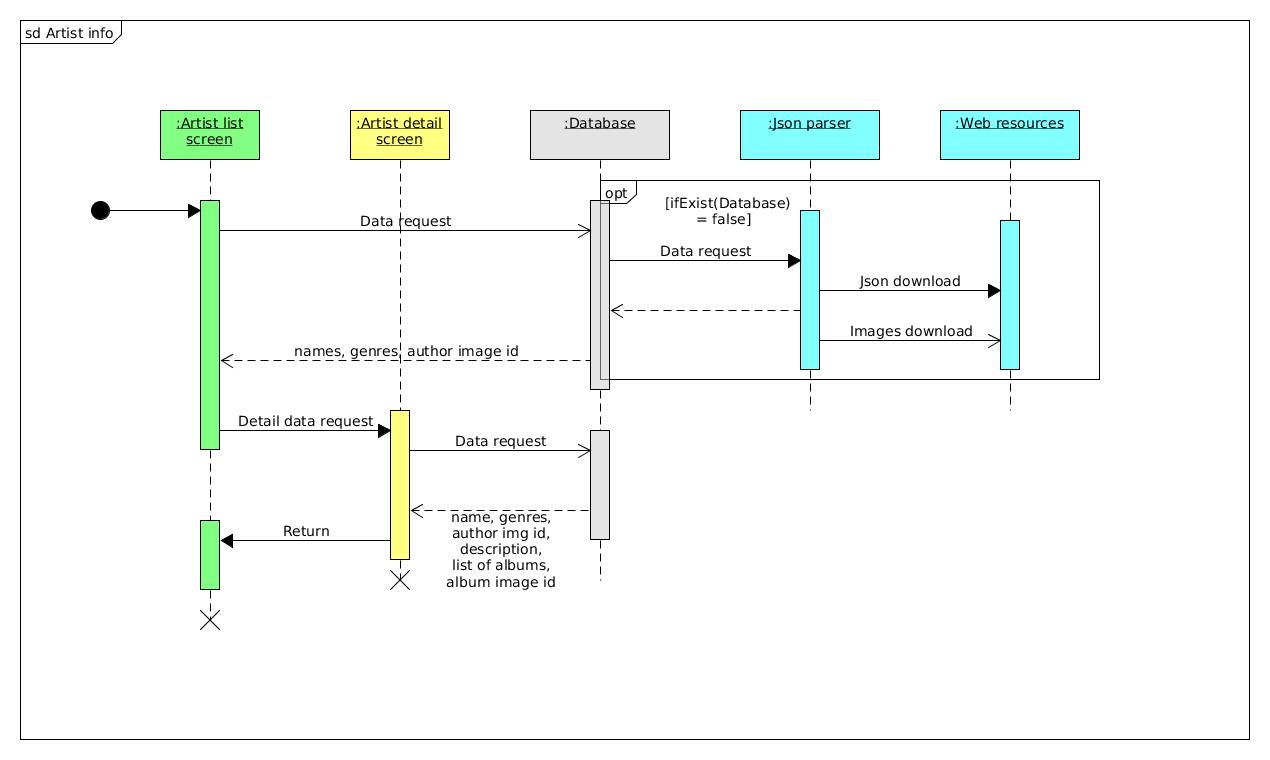 sd Artist info
:Artist list
screen
:Artist detail
screen
:Database
:Json parser
:Web resources
opt
[ifExist(Database)
= false]
Data request
Data request
Json download
Images download
names, genres, author image id
Detail data request
Data request
name, genres,
author img id,
description,
list of albums,
album image id
Return